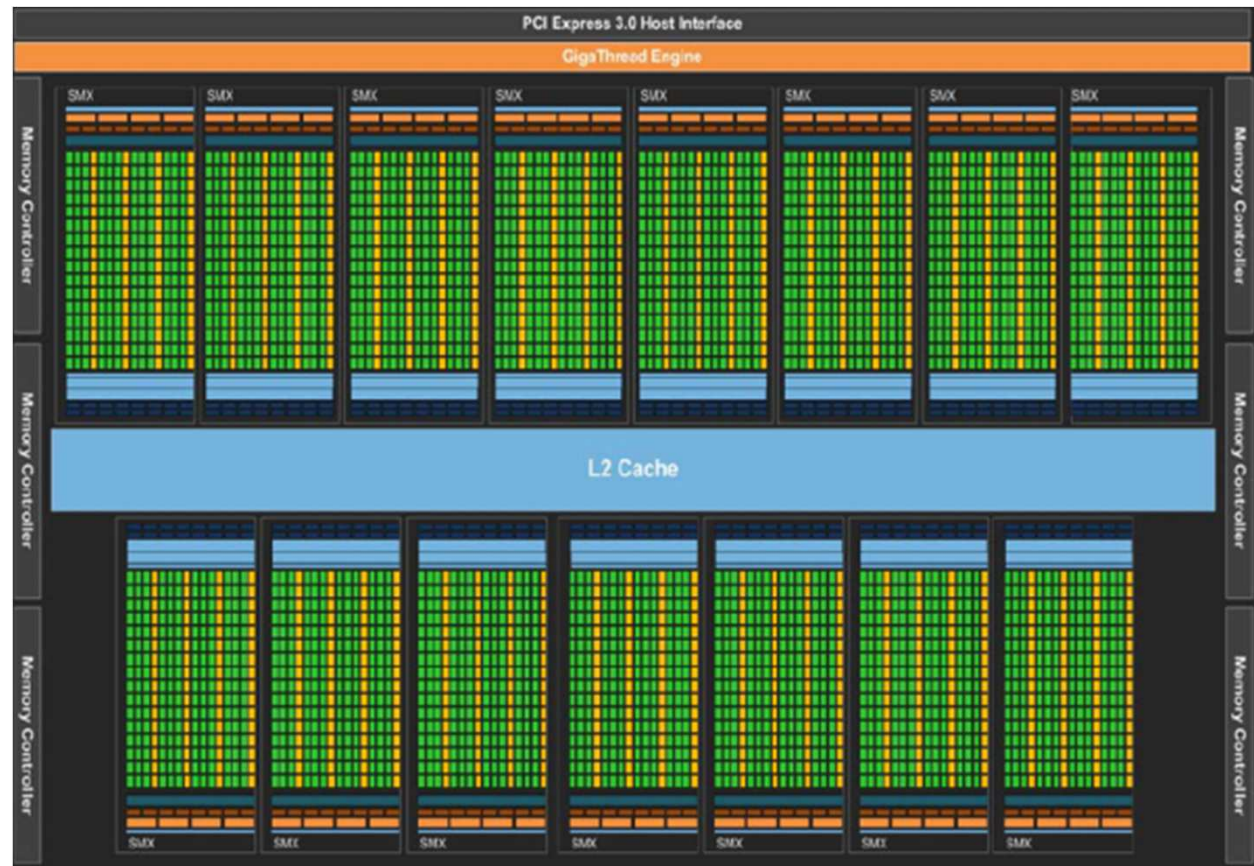 PCI Express 3.0 Host Interface
GigaThread Engine
SMX SMX SMX SMX SMX SMX SMX SMX
Memory Controller
Memory Controller
Memory Controller
Memory Controller
L2 Cache
Memory Controller
Memory Controller
SMX SMX SMX SMX SMX SMX SMX